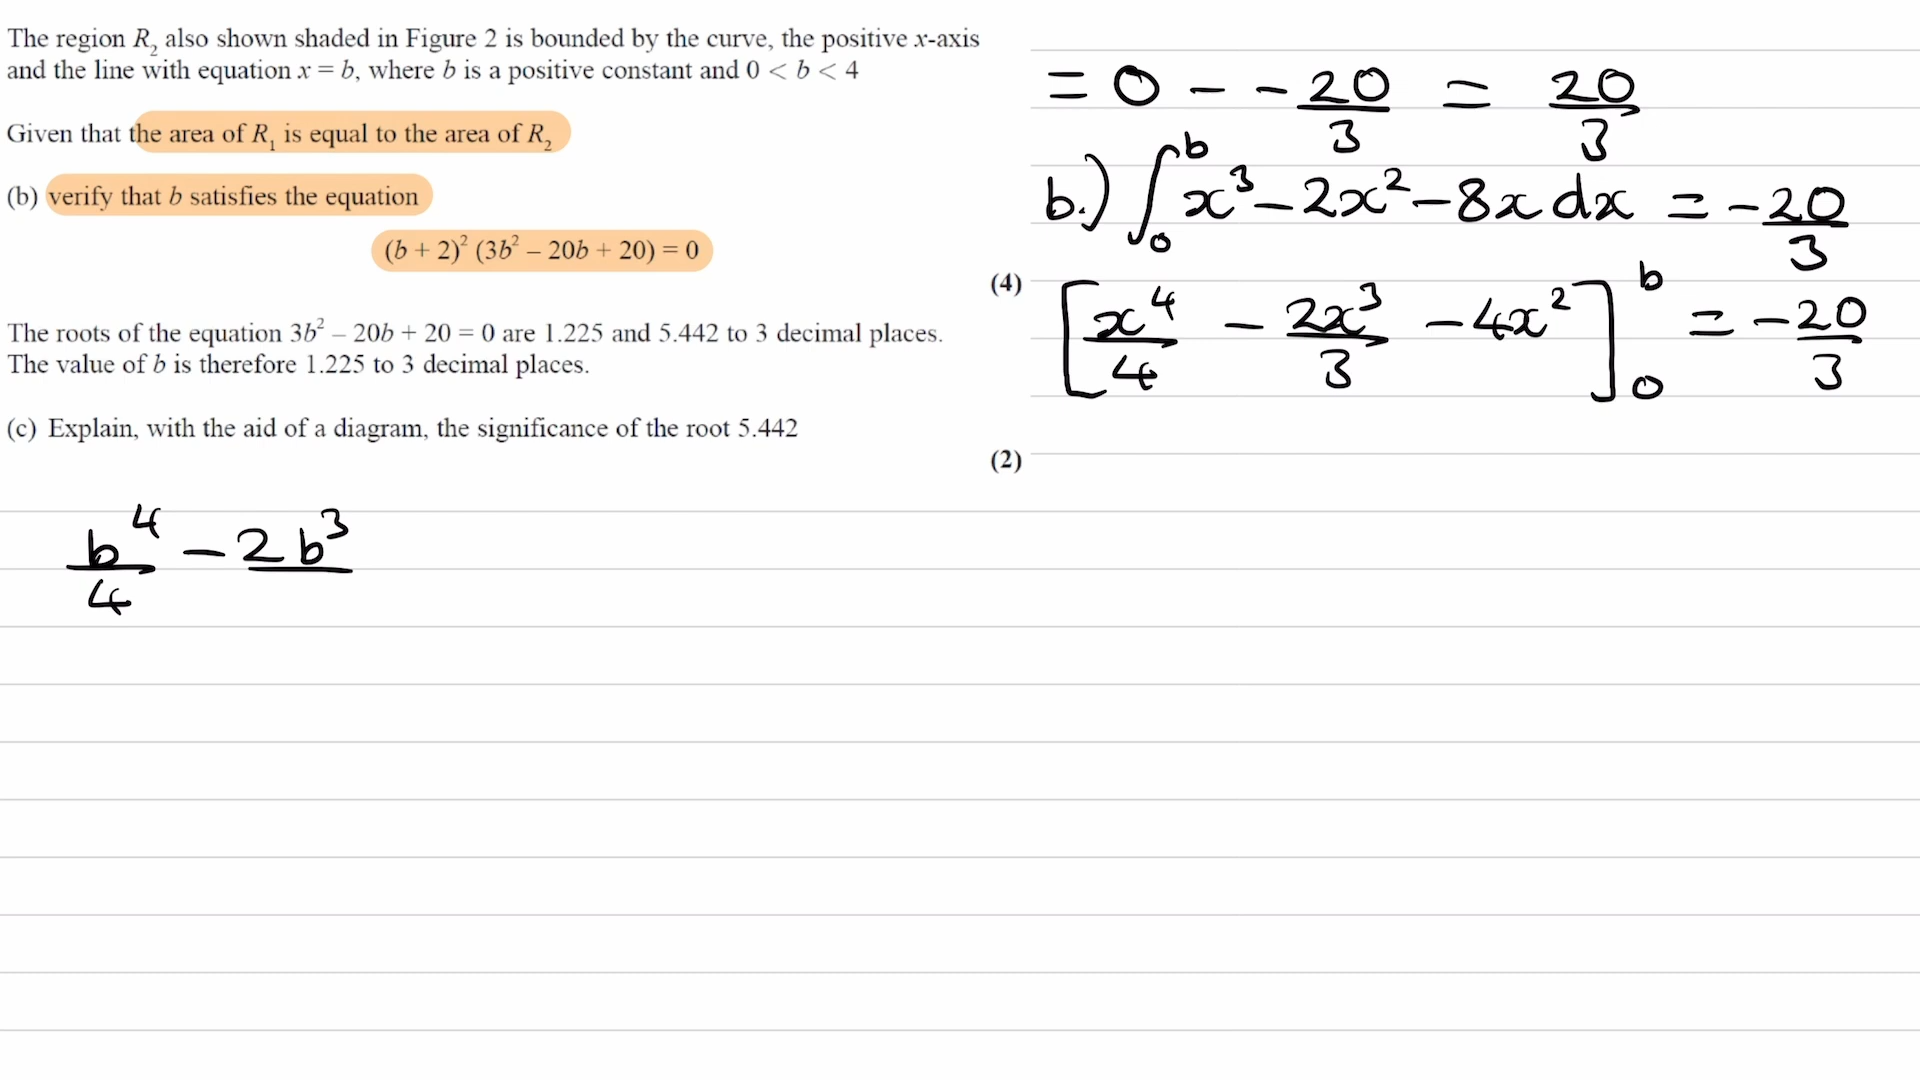 The region R₂ also shown shaded in Figure 2 is bounded by the curve, the positive x-axis
and the line with equation x = b, where b is a positive constant and 0 < b < 4
Given that the area of R₁ is equal to the area of R₂
(b) verify that b satisfies the equation
(b + 2)² (3b² – 20b + 20) = 0
(4)
The roots of the equation 3b² – 20b + 20 = 0 are 1.225 and 5.442 to 3 decimal places.
The value of b is therefore 1.225 to 3 decimal places.
(c) Explain, with the aid of a diagram, the significance of the root 5.442
(2)
= 0 - - 20/3 = 20/3
b.) ∫₀ᵇ x³ - 2x² - 8x dx = -20/3
[x⁴/4 - 2x³/3 - 4x²]₀ᵇ = -20/3
b⁴/4 - 2b³